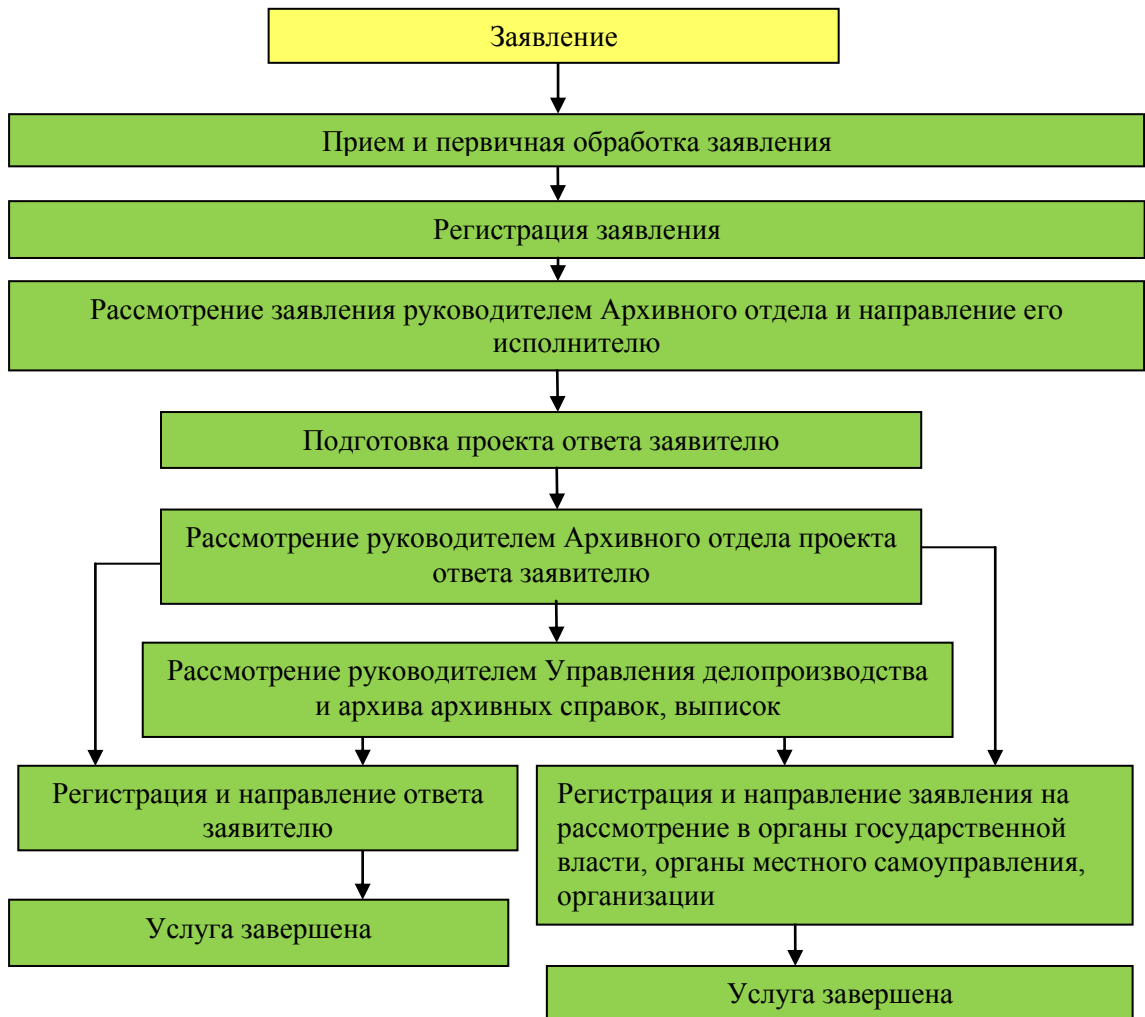 Заявление
Прием и первичная обработка заявления
Регистрация заявления
Рассмотрение заявления руководителем Архивного отдела и направление его
исполнителю
Подготовка проекта ответа заявителю
Рассмотрение руководителем Архивного отдела проекта
ответа заявителю
Рассмотрение руководителем Управления делопроизводства
и архива архивных справок, выписок
Регистрация и направление ответа
заявителю
Регистрация и направление заявления на
рассмотрение в органы государственной
власти, органы местного самоуправления,
организации
Услуга завершена
Услуга завершена